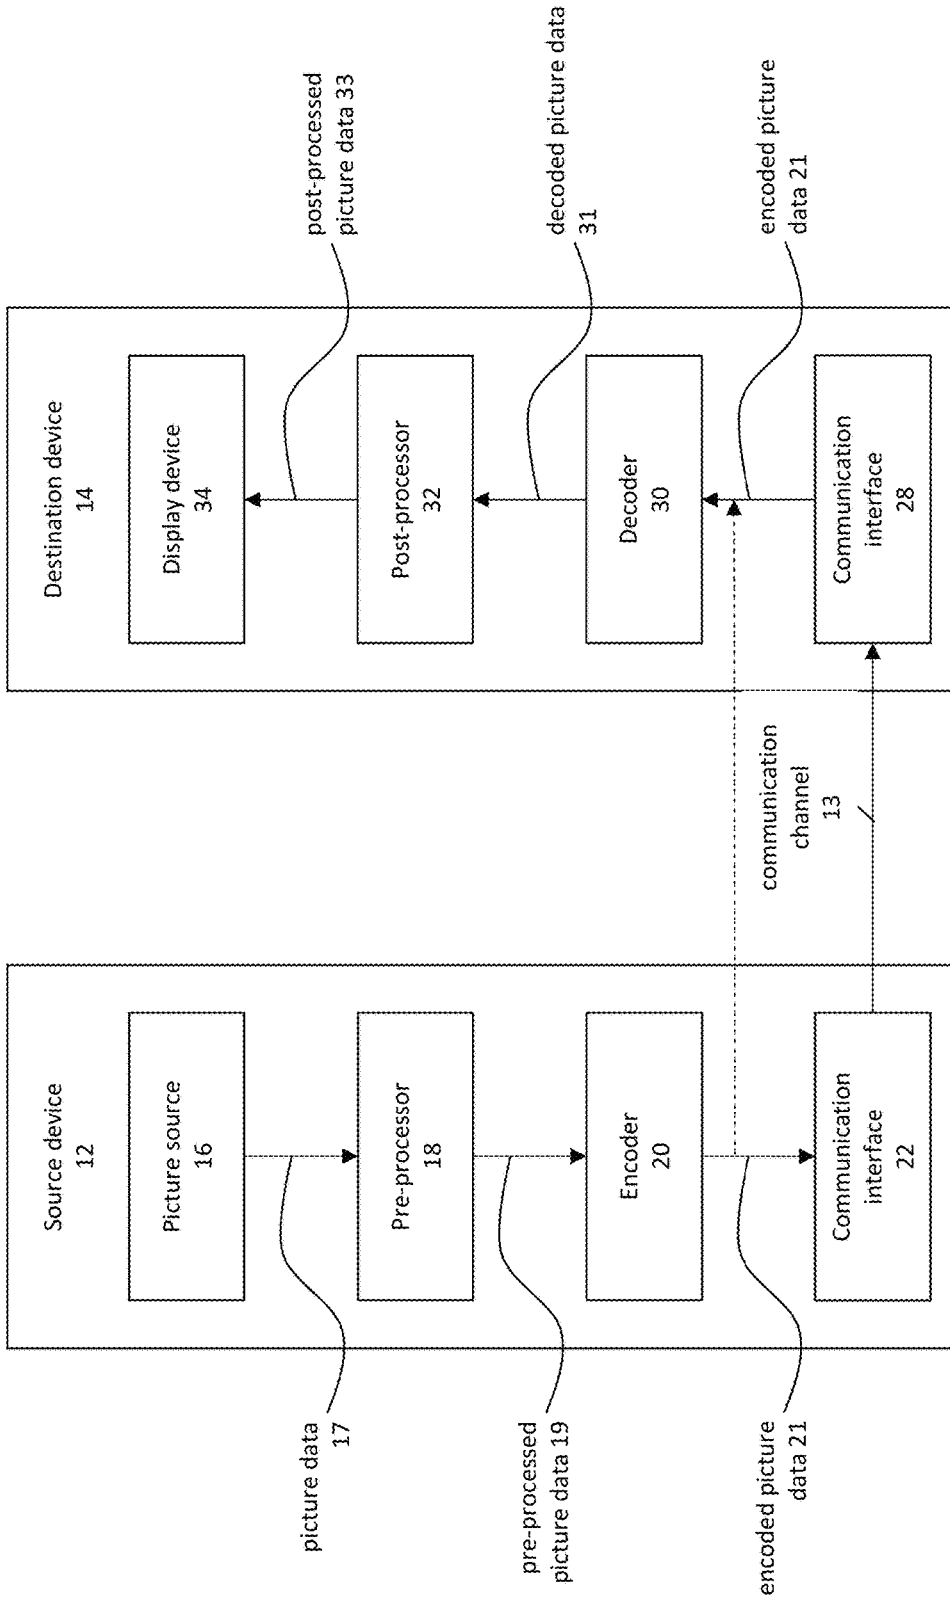 Source device
12
Picture source
16
picture data
17
Pre-processor
18
pre-processed
picture data 19
Encoder
20
encoded picture
data 21
Communication
interface
22
communication
channel
13
Destination device
14
Display device
34
post-processed
picture data 33
Post-processor
32
decoded picture data
31
Decoder
30
encoded picture
data 21
Communication
interface
28